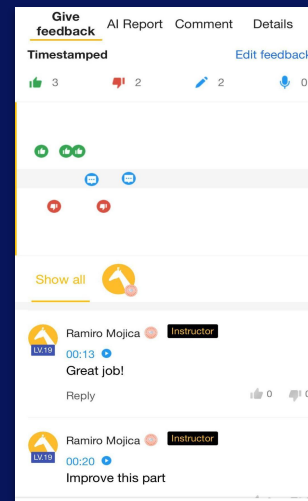 Give feedback AI Report Comment Details
Timestamped Edit feedback
3 2 2 0
Show all
Ramiro Mojica Instructor
LV.19
00:13
Great job!
Reply 0 0
Ramiro Mojica Instructor
LV.19
00:20
Improve this part